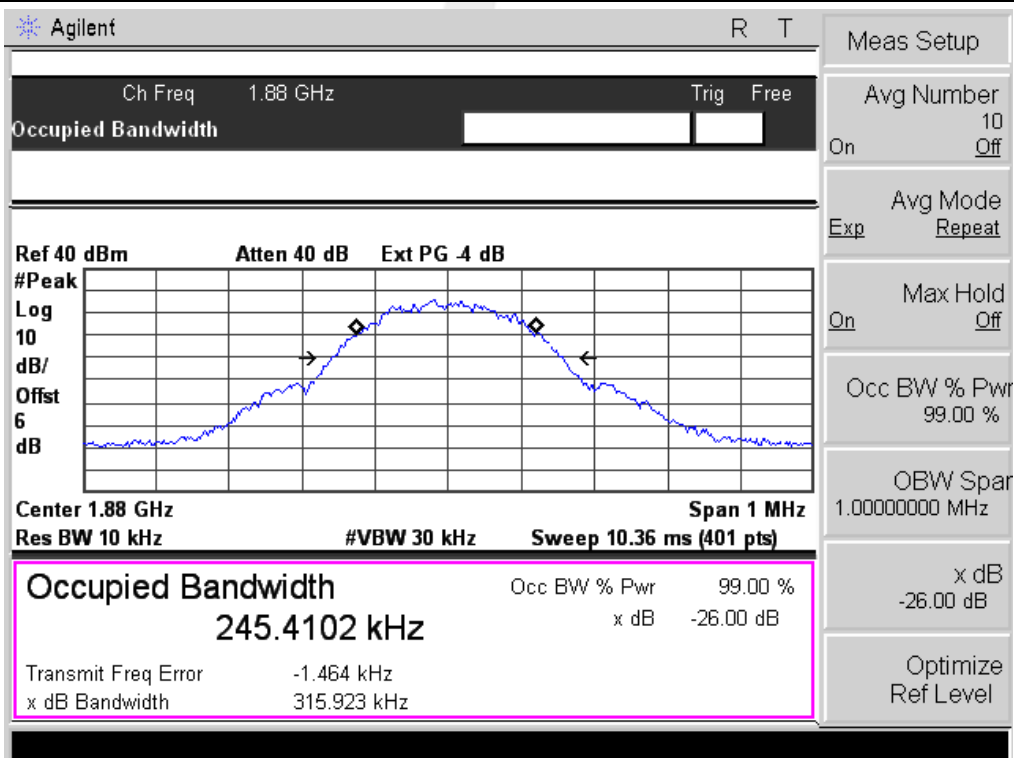 Agilent R T
Ch Freq 1.88 GHz Trig Free
Occupied Bandwidth
Ref 40 dBm Atten 40 dB Ext PG -4 dB
#Peak
Log
10
dB/
Offst
6
dB
Center 1.88 GHz Span 1 MHz
Res BW 10 kHz #VBW 30 kHz Sweep 10.36 ms (401 pts)
Occupied Bandwidth Occ BW % Pwr 99.00 %
245.4102 kHz x dB -26.00 dB
Transmit Freq Error -1.464 kHz
x dB Bandwidth 315.923 kHz
Meas Setup
Avg Number
10
On Off
Avg Mode
Exp Repeat
Max Hold
On Off
Occ BW % Pwr
99.00 %
OBW Span
1.00000000 MHz
x dB
-26.00 dB
Optimize
Ref Level